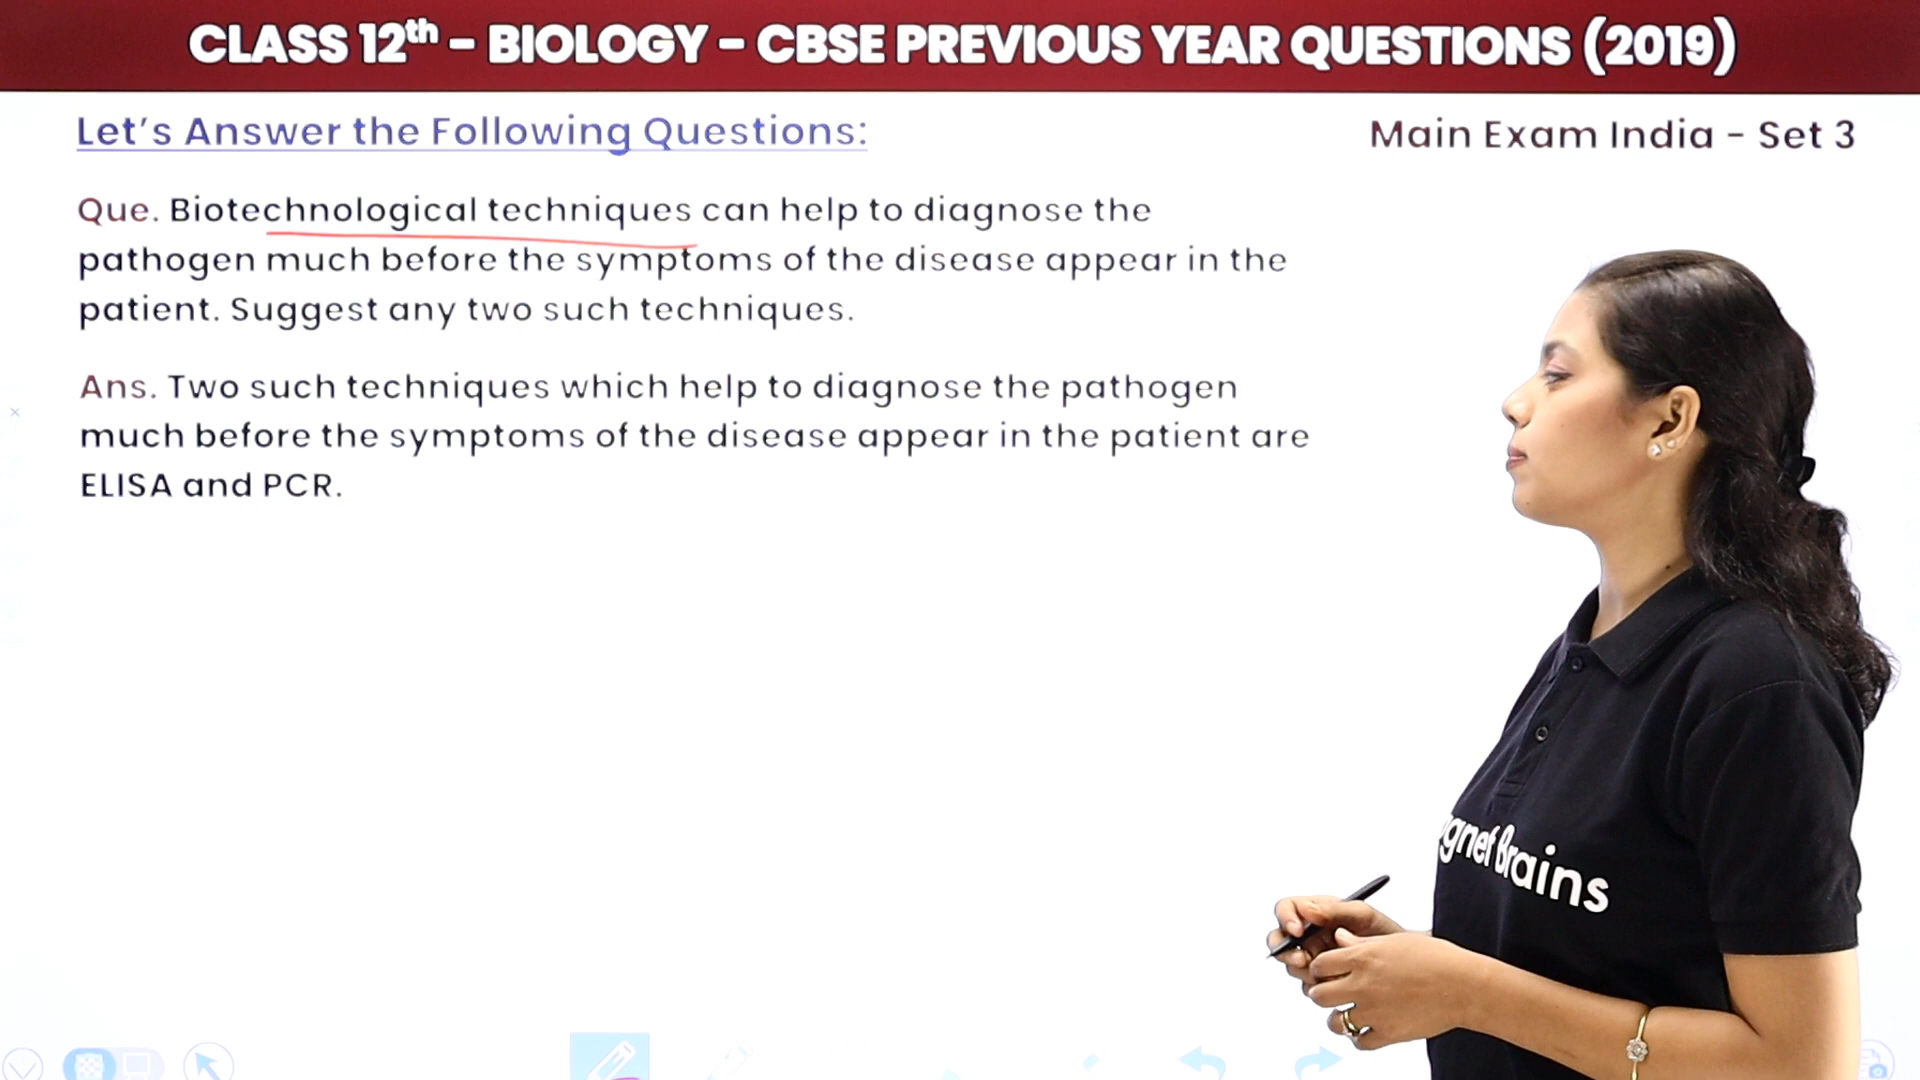 CLASS 12th - BIOLOGY - CBSE PREVIOUS YEAR QUESTIONS (2019)
Let's Answer the Following Questions:
Main Exam India - Set 3
Que. Biotechnological techniques can help to diagnose the
pathogen much before the symptoms of the disease appear in the
patient. Suggest any two such techniques.
Ans. Two such techniques which help to diagnose the pathogen
much before the symptoms of the disease appear in the patient are
ELISA and PCR.
gnet Brains